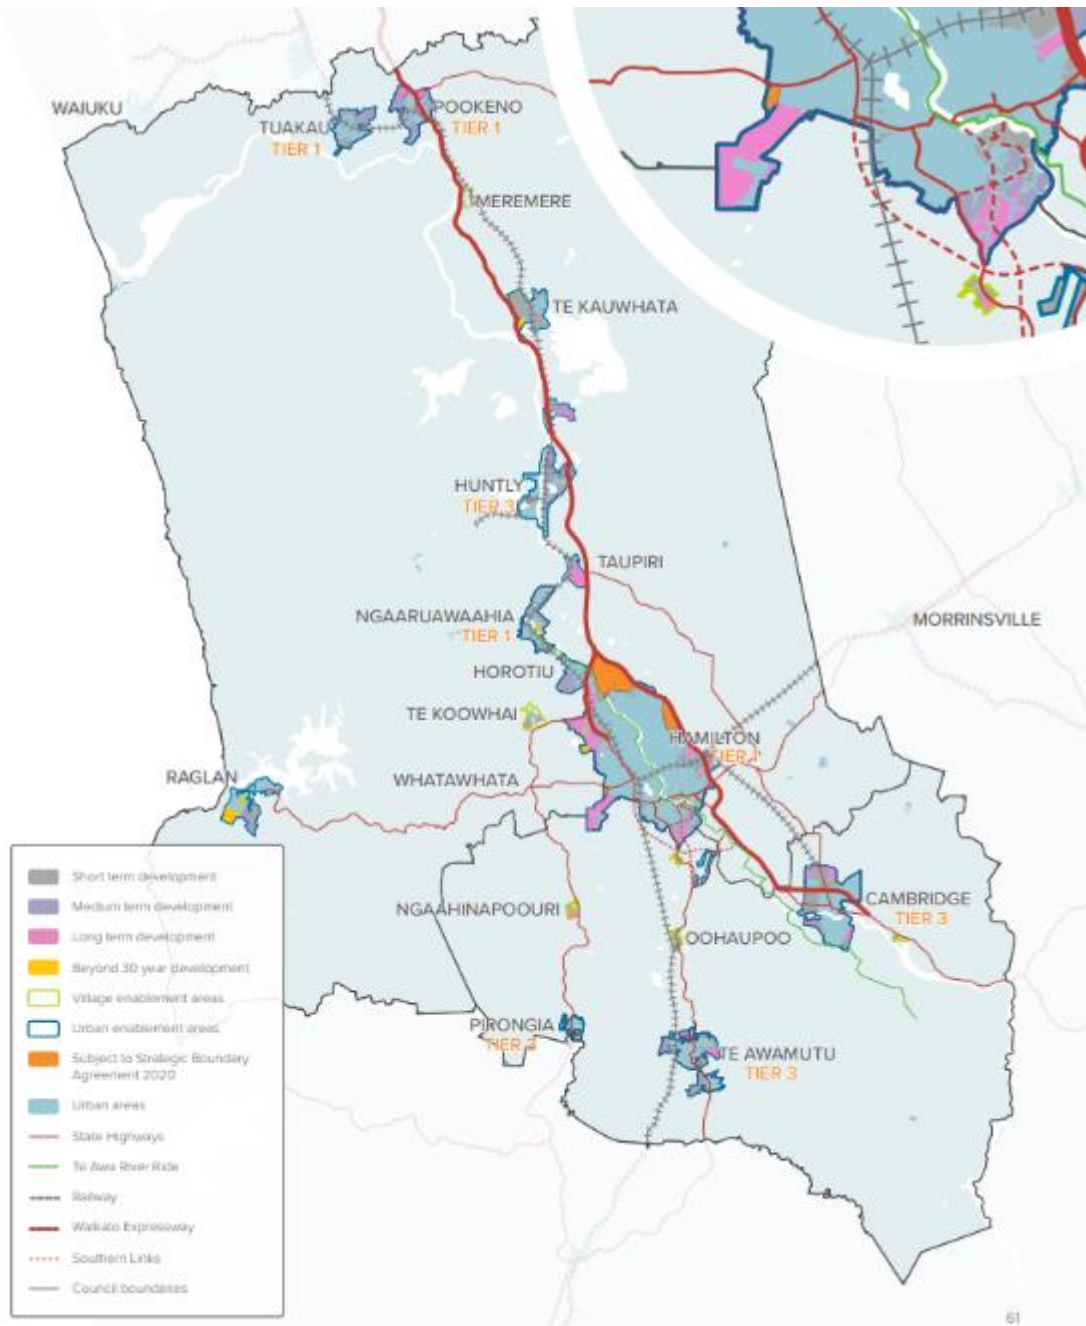 WAIUKU
POOKENO
TIER 1
TUAKAU
TIER 1
MEREMERE
TE KAUWHATA
HUNTLY
TIER 3
TAUPIRI
NGAARUAWAAHIA
TIER 1
MORRINSVILLE
HOROTIU
TE KOOWHAI
HAMILTON
TIER 1
WHATAWHATA
RAGLAN
CAMBRIDGE
TIER 3
NGAAHINAPOOURI
OOHAUPOO
PIRONGIA
TIER 3
TE AWAMUTU
TIER 3
Short term development
Medium term development
Long term development
Beyond 30 year development
Village enablement areas
Urban enablement areas
Subject to Strategic Boundary
Agreement 2020
Urban areas
State Highways
Te Awa River Ride
Railway
Waikato Expressway
Southern Links
Council boundaries
61